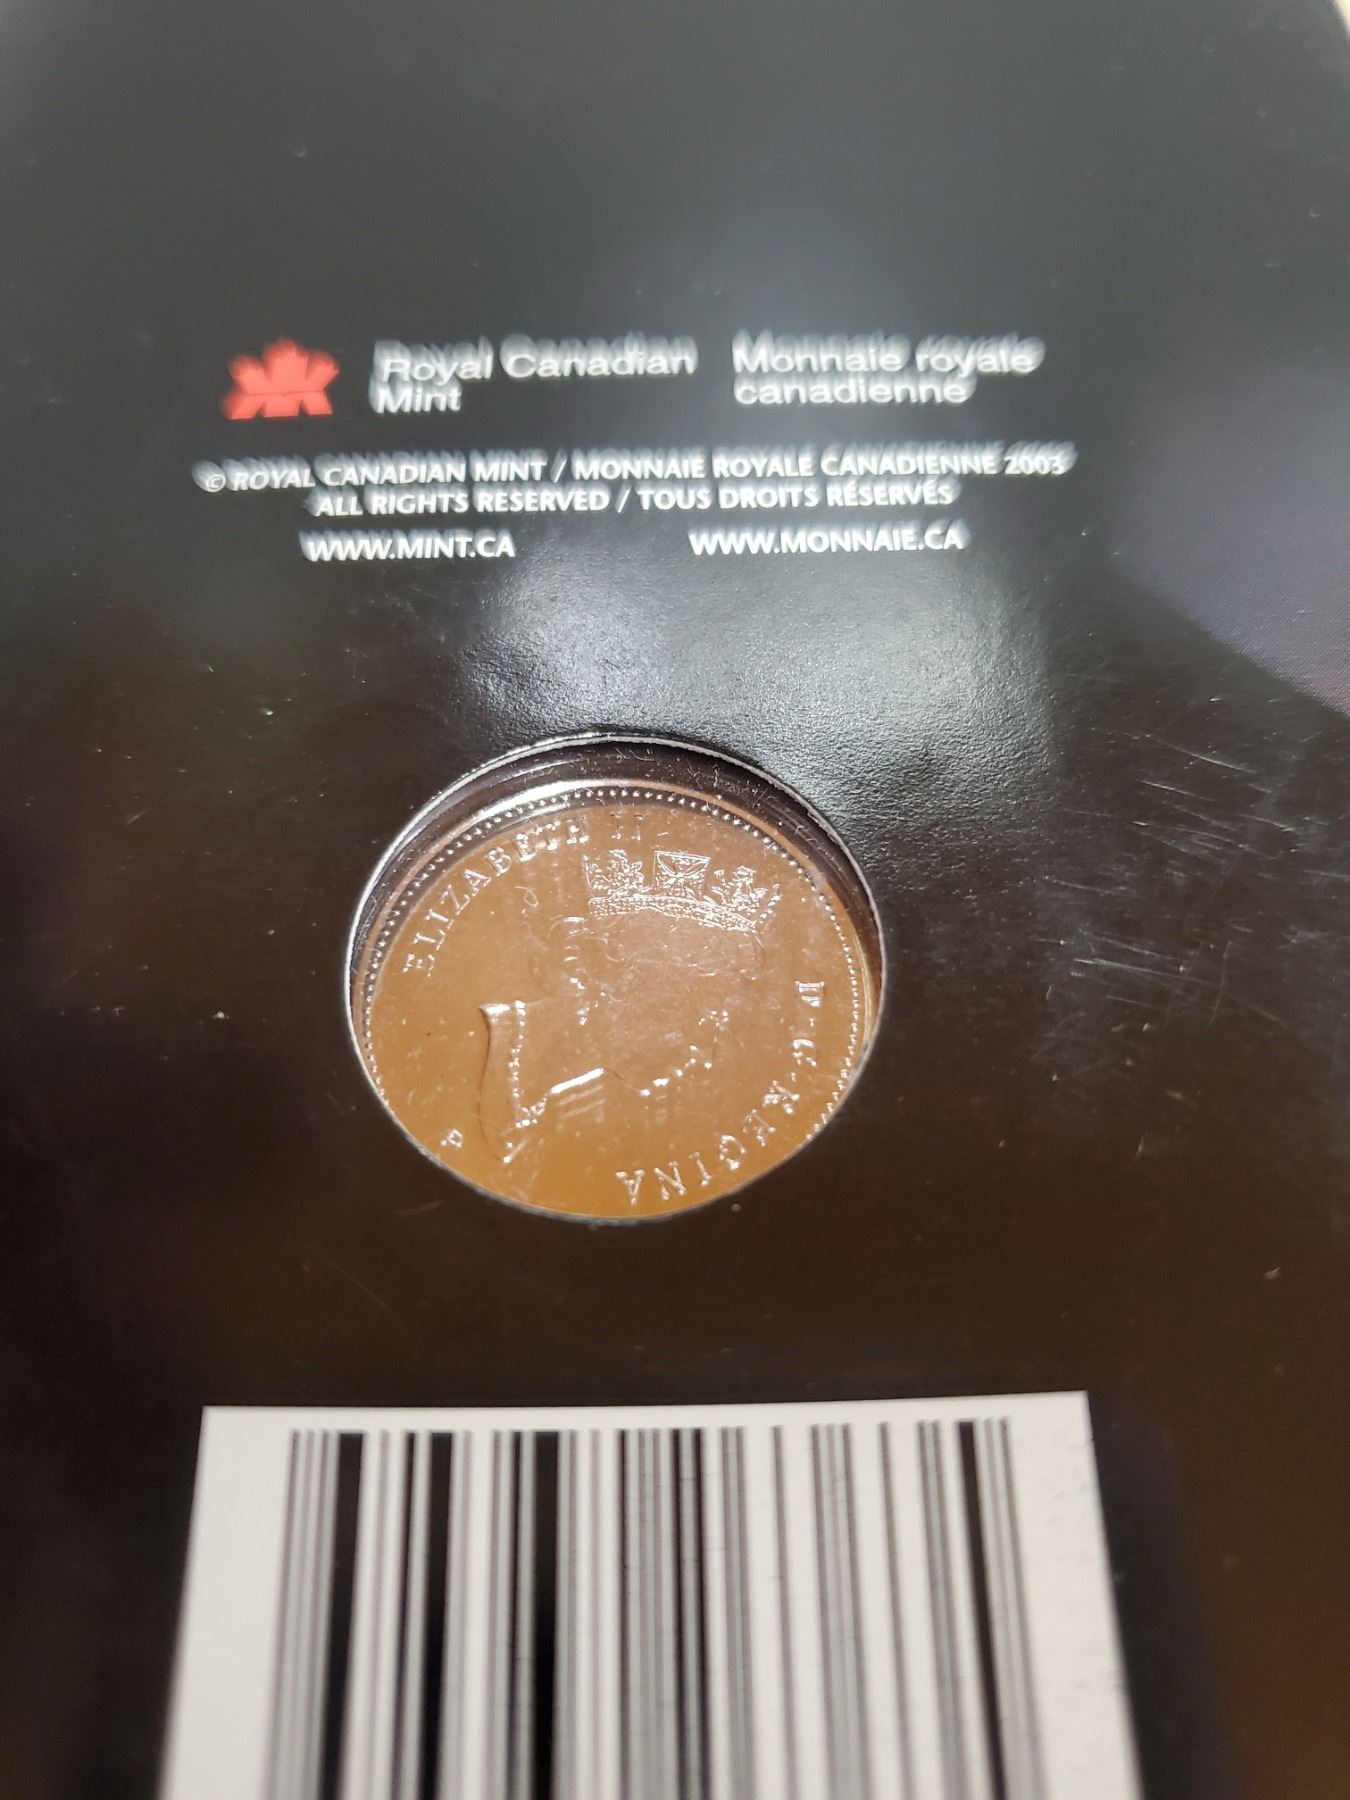 Royal Canadian Mint
Monnaie royale canadienne
© ROYAL CANADIAN MINT / MONNAIE ROYALE CANADIENNE 2003
ALL RIGHTS RESERVED / TOUS DROITS RÉSERVÉS
WWW.MINT.CA WWW.MONNAIE.CA
ELIZABETH II D·G·REGINA
P